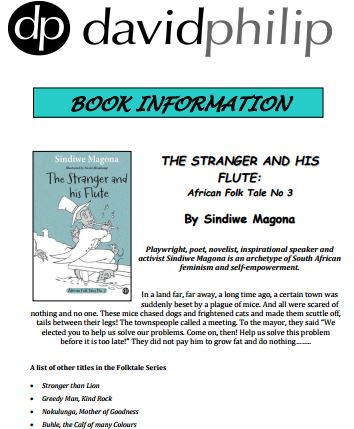 dp davidphilip
BOOK INFORMATION
Sindiwe Magona
The Stranger and
his Flute
African Folk Tale No 3
THE STRANGER AND HIS
FLUTE:
African Folk Tale No 3
By Sindiwe Magona
Playwright, poet, novelist, inspirational speaker and
activist Sindiwe Magona is an archetype of South African
feminism and self-empowerment.
In a land far, far away, a long time ago, a certain town was
suddenly beset by a plague of mice. And all were scared of
nothing and no one. These mice chased dogs and frightened cats and made them scuttle off,
tails between their legs! The townspeople called a meeting. To the mayor, they said "We
elected you to help us solve our problems. Come on, then! Help us solve this problem
before it is too late!" They did not pay him to grow fat and do nothing.........
A list of other titles in the Folktale Series
• Stronger than Lion
• Greedy Man, Kind Rock
• Nokulunga, Mother of Goodness
• Buhle, the Calf of many Colours